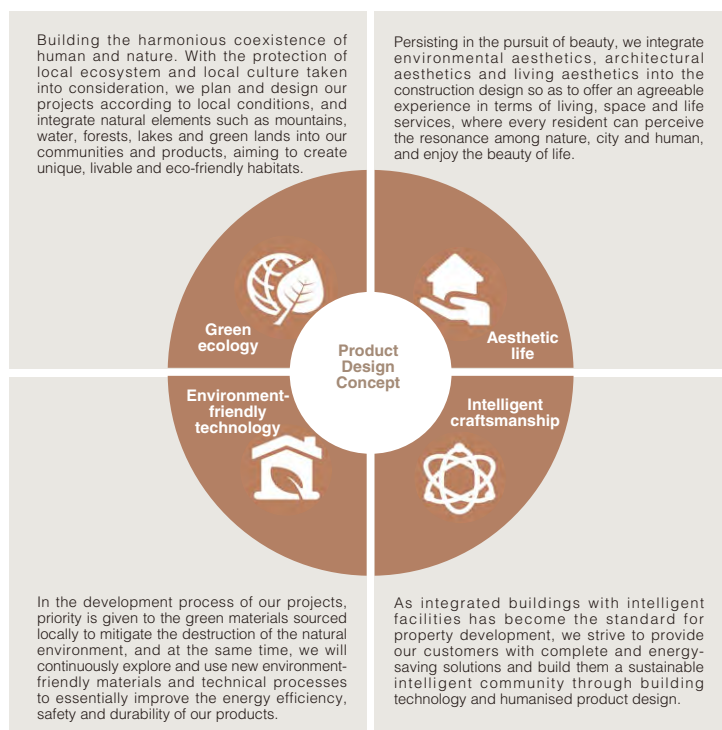 Building the harmonious coexistence of
human and nature. With the protection of
local ecosystem and local culture taken
into consideration, we plan and design our
projects according to local conditions, and
integrate natural elements such as mountains,
water, forests, lakes and green lands into our
communities and products, aiming to create
unique, livable and eco-friendly habitats.
Persisting in the pursuit of beauty, we integrate
environmental aesthetics, architectural
aesthetics and living aesthetics into the
construction design so as to offer an agreeable
experience in terms of living, space and life
services, where every resident can perceive
the resonance among nature, city and human,
and enjoy the beauty of life.
Green
ecology
Aesthetic
life
Product
Design
Concept
Environment-
friendly
technology
Intelligent
craftsmanship
In the development process of our projects,
priority is given to the green materials sourced
locally to mitigate the destruction of the natural
environment, and at the same time, we will
continuously explore and use new environment-
friendly materials and technical processes
to essentially improve the energy efficiency,
safety and durability of our products.
As integrated buildings with intelligent
facilities has become the standard for
property development, we strive to provide
our customers with complete and energy-
saving solutions and build them a sustainable
intelligent community through building
technology and humanised product design.